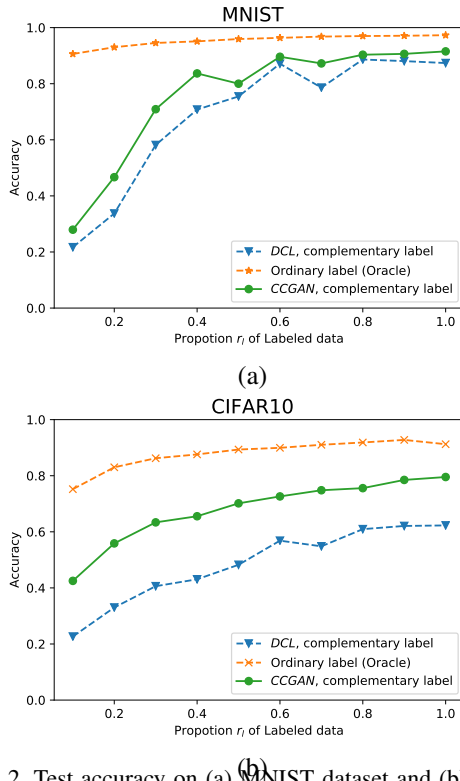 MNIST
1.0
0.8
0.6
0.4
0.2
0.0
Accuracy
DCL, complementary label
Ordinary label (Oracle)
CCGAN, complementary label
0.2 0.4 0.6 0.8 1.0
Propotion rl of Labeled data
(a)
CIFAR10
1.0
0.8
0.6
0.4
0.2
0.0
Accuracy
DCL, complementary label
Ordinary label (Oracle)
CCGAN, complementary label
0.2 0.4 0.6 0.8 1.0
Propotion rl of Labeled data
(b)
2. Test accuracy on (a) MNIST dataset and (b)